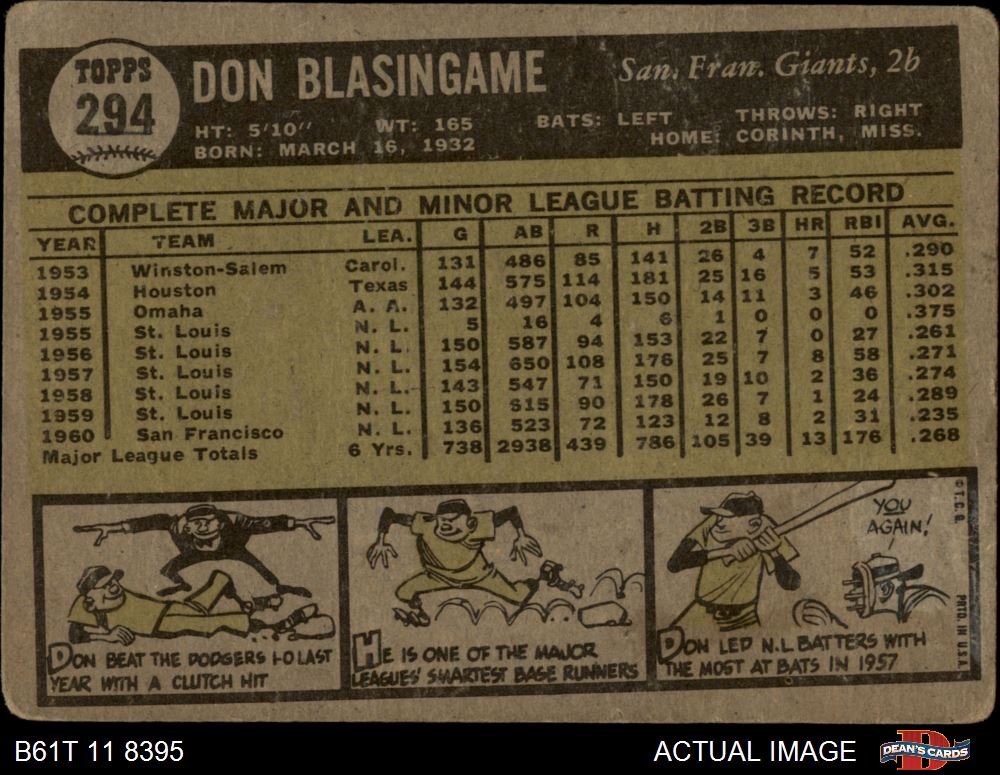 TOPPS
294
DON BLASINGAME
San. Fran. Giants, 2b
HT: 5'10" WT: 165 BATS: LEFT THROWS: RIGHT
BORN: MARCH 16, 1932 HOME: CORINTH, MISS.
COMPLETE MAJOR AND MINOR LEAGUE BATTING RECORD
YEAR TEAM LEA. G AB R H 2B 3B HR RBI AVG.
1953 Winston-Salem Carol. 131 486 85 141 26 4 7 52 .290
1954 Houston Texas 144 575 114 181 25 16 5 53 .315
1955 Omaha A. A. 132 497 104 150 14 11 3 46 .302
1955 St. Louis N. L. 5 16 4 6 1 0 0 0 .375
1956 St. Louis N. L. 150 587 94 153 22 7 0 27 .261
1957 St. Louis N. L. 154 650 108 176 25 7 8 58 .271
1958 St. Louis N. L. 143 547 71 150 19 10 2 36 .274
1959 St. Louis N. L. 150 615 90 178 26 7 1 24 .289
1960 San Francisco N. L. 136 523 72 123 12 8 2 31 .235
Major League Totals 6 Yrs. 738 2938 439 786 105 39 13 176 .268
DON BEAT THE DODGERS 1-0 LAST
YEAR WITH A CLUTCH HIT
HE IS ONE OF THE MAJOR
LEAGUES' SMARTEST BASE RUNNERS
YOU
AGAIN!
DON LED N.L. BATTERS WITH
THE MOST AT BATS IN 1957
© T. C. G.
PRTD. IN U.S.A.
B61T 11 8395
ACTUAL IMAGE
DEAN'S CARDS